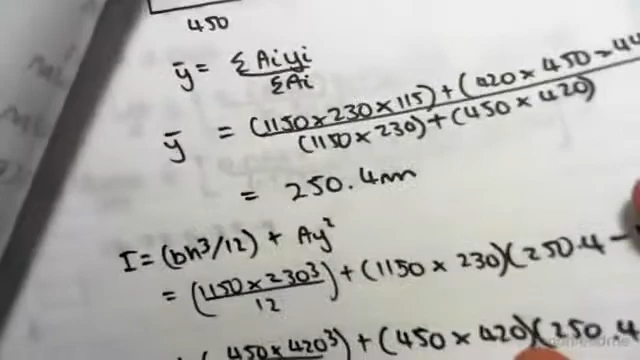 450
ȳ = ΣAiyi / ΣAi
ȳ = (1150 x 230 x 115) + (420 x 450 x 44
(1150 x 230) + (450 x 420)
= 250.4mm
I = (bh³/12) + Ay²
= (1150 x 230³ / 12) + (1150 x 230)(250.4 -
(450 x 420³) + (450 x 420)(250.4